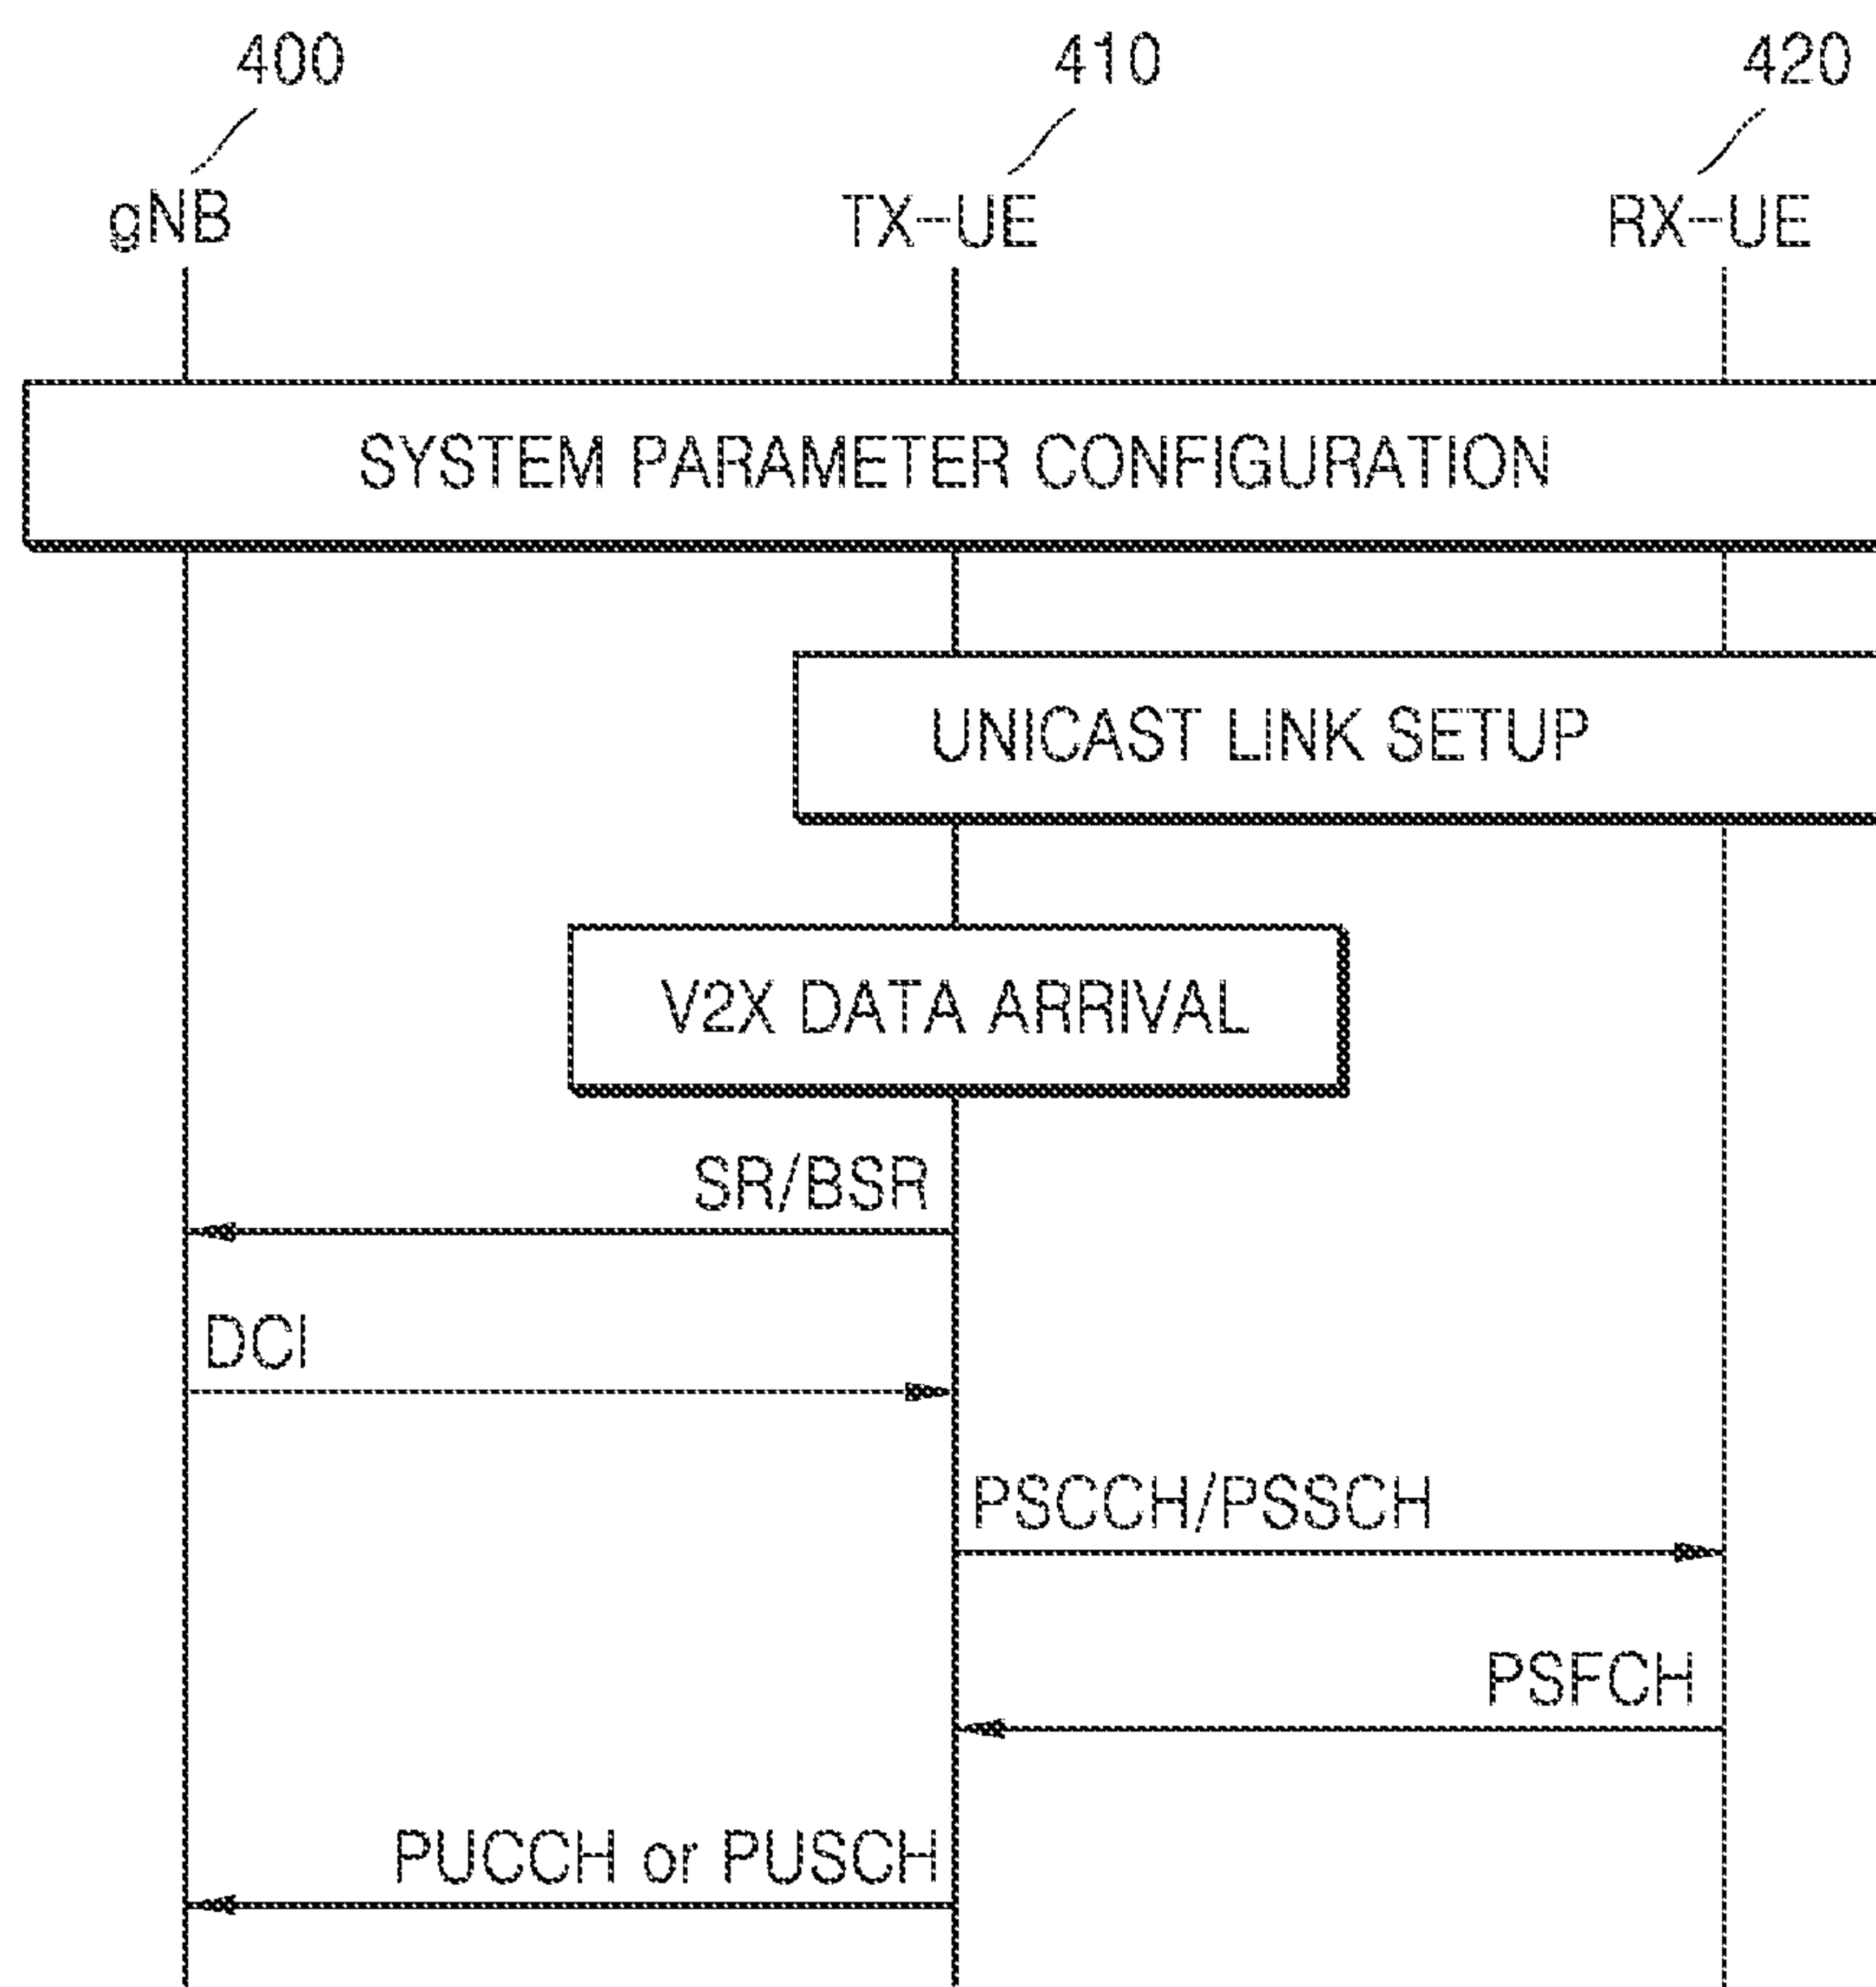 400 410 420
gNB TX-UE RX-UE
SYSTEM PARAMETER CONFIGURATION
UNICAST LINK SETUP
V2X DATA ARRIVAL
SR/BSR
DCI
PSCCH/PSSCH
PSFCH
PUCCH or PUSCH